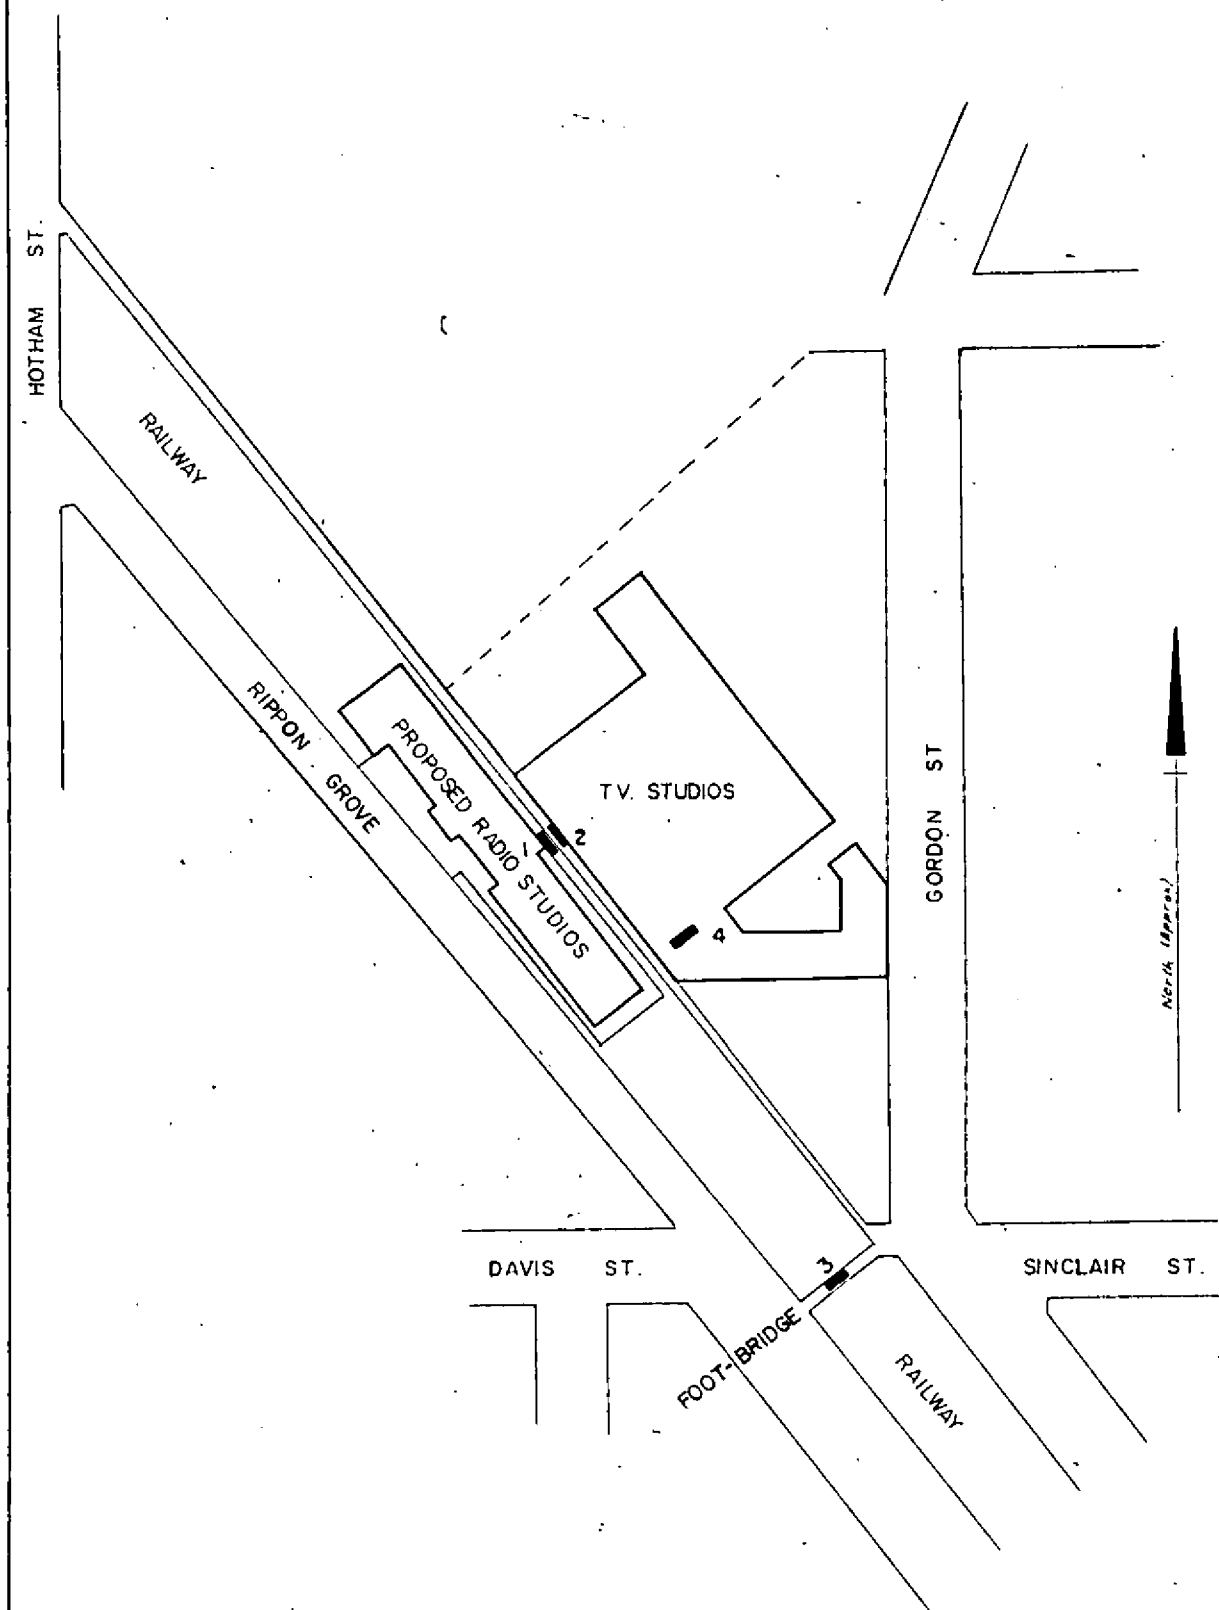 HOTHAM ST.
RAILWAY
RIPPON GROVE
PROPOSED RADIO STUDIOS
1
2
T.V. STUDIOS
4
GORDON ST
North (Approx)
DAVIS ST.
3
SINCLAIR ST.
FOOT-BRIDGE
RAILWAY